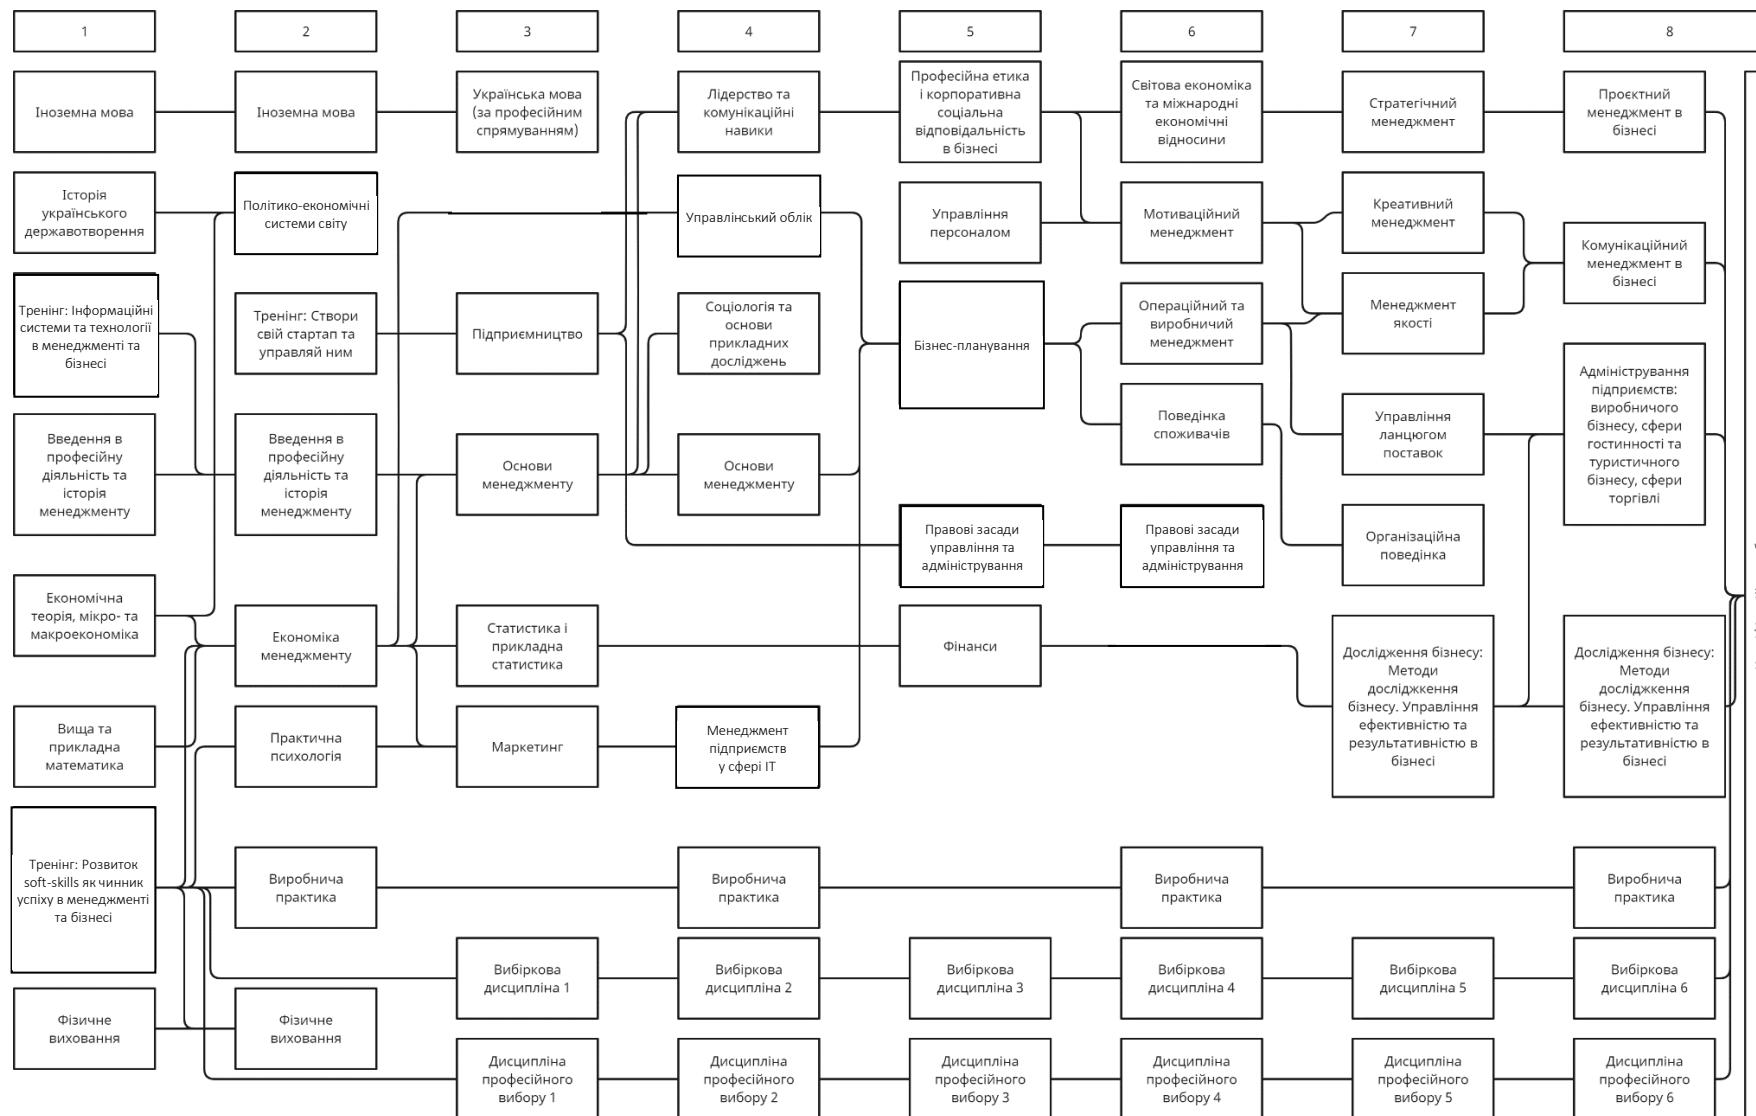 1
2
3
4
5
6
7
8
Іноземна мова
Іноземна мова
Українська мова
(за професійним
спрямуванням)
Лідерство та
комунікаційні
навики
Професійна етика
і корпоративна
соціальна
відповідальність
в бізнесі
Світова економіка
та міжнародні
економічні
відносини
Стратегічний
менеджмент
Проєктний
менеджмент в
бізнесі
Історія
українського
державотворення
Політико-економічні
системи світу
Управлінський облік
Управління
персоналом
Мотиваційний
менеджмент
Креативний
менеджмент
Комунікаційний
менеджмент в
бізнесі
Тренінг: Інформаційні
системи та технології
в менеджменті та
бізнесі
Тренінг: Створи
свій стартап та
управляй ним
Підприємництво
Соціологія та
основи
прикладних
досліджень
Бізнес-планування
Операційний та
виробничий
менеджмент
Менеджмент
якості
Адміністрування
підприємств:
виробничого
бізнесу, сфери
гостинності та
туристичного
бізнесу, сфери
торгівлі
Введення в
професійну
діяльність та
історія
менеджменту
Введення в
професійну
діяльність та
історія
менеджменту
Основи
менеджменту
Основи
менеджменту
Поведінка
споживачів
Управління
ланцюгом
поставок
Правові засади
управління та
адміністрування
Правові засади
управління та
адміністрування
Організаційна
поведінка
Економічна
теорія, мікро- та
макроекономіка
Економіка
менеджменту
Статистика і
прикладна
статистика
Фінанси
Дослідження бізнесу:
Методи
дослідження
бізнесу. Управління
ефективністю та
результативністю в
бізнесі
Дослідження бізнесу:
Методи
дослідження
бізнесу. Управління
ефективністю та
результативністю в
бізнесі
Вища та
прикладна
математика
Практична
психологія
Маркетинг
Менеджмент
підприємств
у сфері ІТ
Тренінг: Розвиток
soft-skills як чинник
успіху в менеджменті
та бізнесі
Виробнича
практика
Виробнича
практика
Виробнича
практика
Виробнича
практика
Вибіркова
дисципліна 1
Вибіркова
дисципліна 2
Вибіркова
дисципліна 3
Вибіркова
дисципліна 4
Вибіркова
дисципліна 5
Вибіркова
дисципліна 6
Фізичне
виховання
Фізичне
виховання
Дисципліна
професійного
вибору 1
Дисципліна
професійного
вибору 2
Дисципліна
професійного
вибору 3
Дисципліна
професійного
вибору 4
Дисципліна
професійного
вибору 5
Дисципліна
професійного
вибору 6